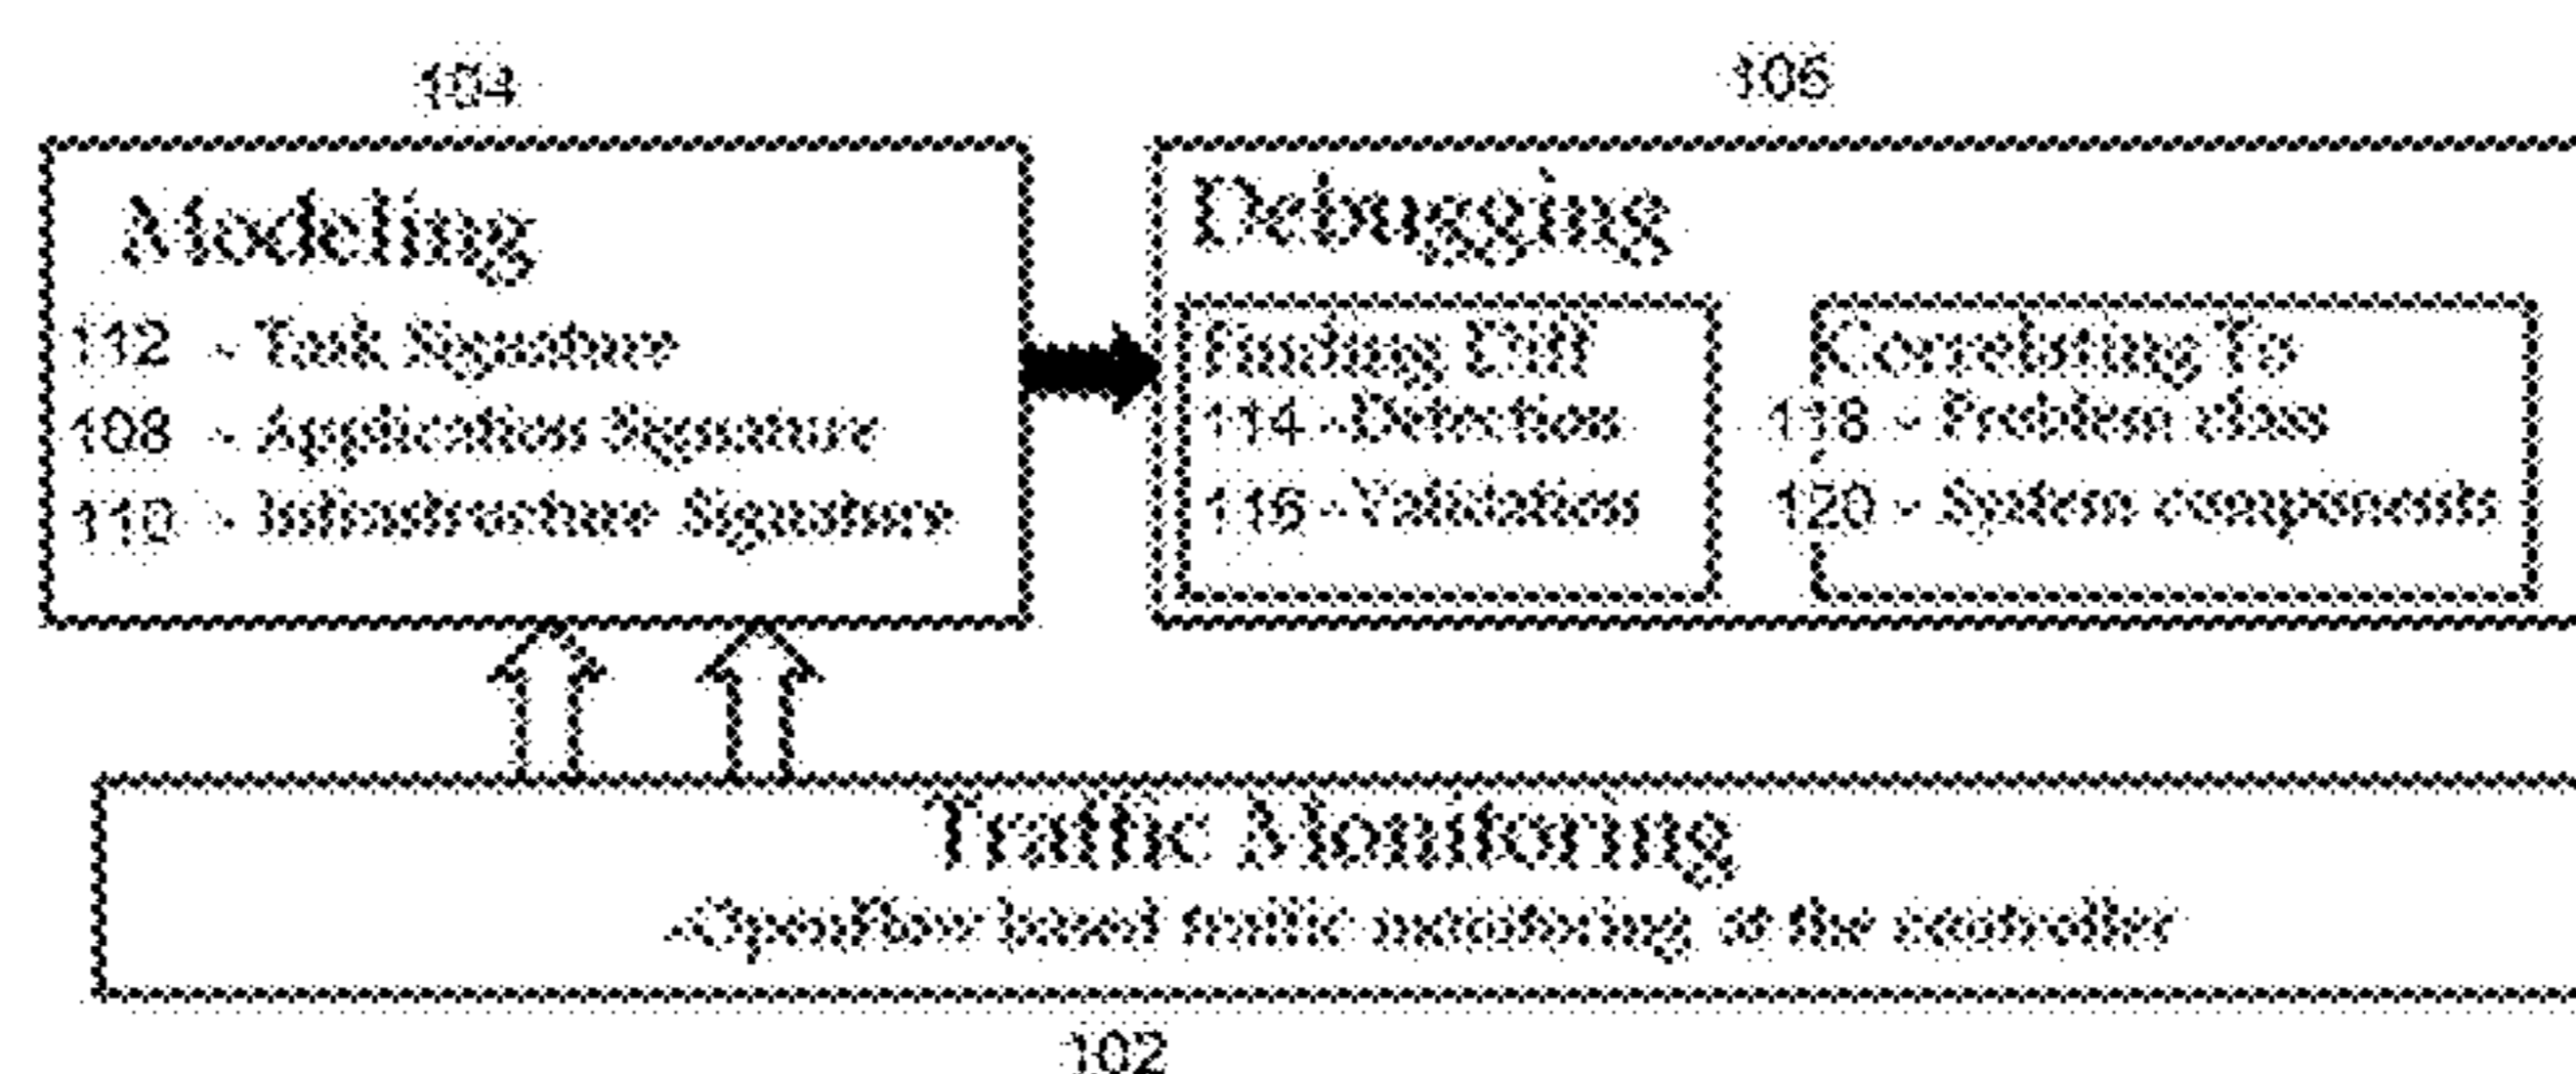 104
106
Modeling
112 - Task Signature
108 - Application Signature
110 - Infrastructure Signature
Debugging
Finding Diff
114 - Detection
116 - Validation
Correlating To
118 - Problem class
120 - System components
Traffic Monitoring
-OpenFlow based traffic monitoring at the controller
102